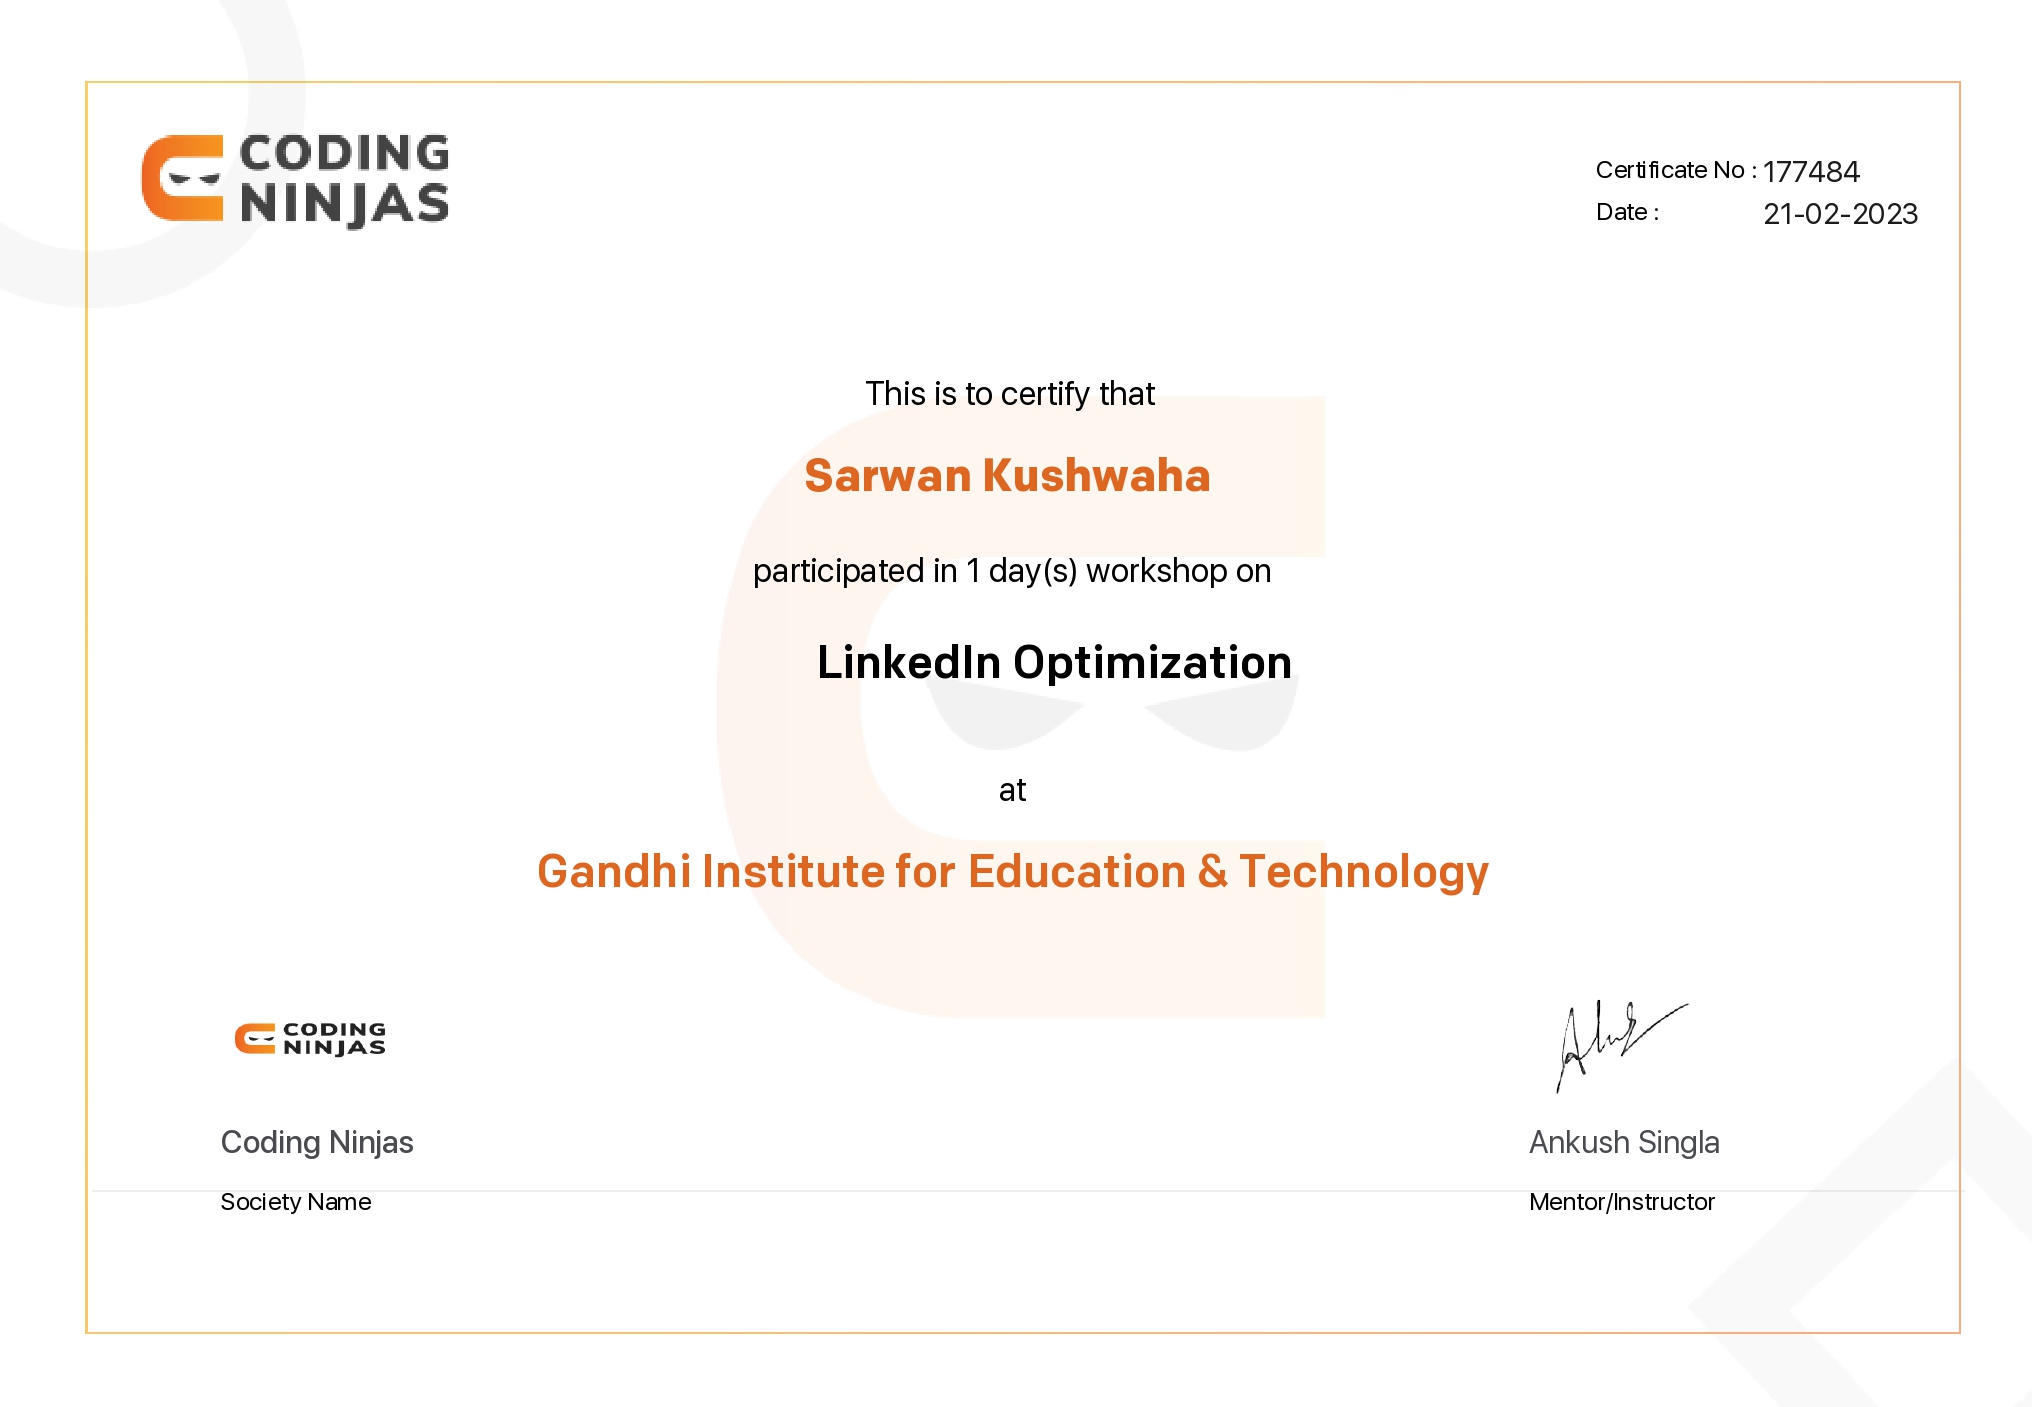 CODING
NINJAS
Certificate No : 177484
Date : 21-02-2023
This is to certify that
Sarwan Kushwaha
participated in 1 day(s) workshop on
LinkedIn Optimization
at
Gandhi Institute for Education & Technology
CODING
NINJAS
Coding Ninjas
Ankush Singla
Society Name
Mentor/Instructor